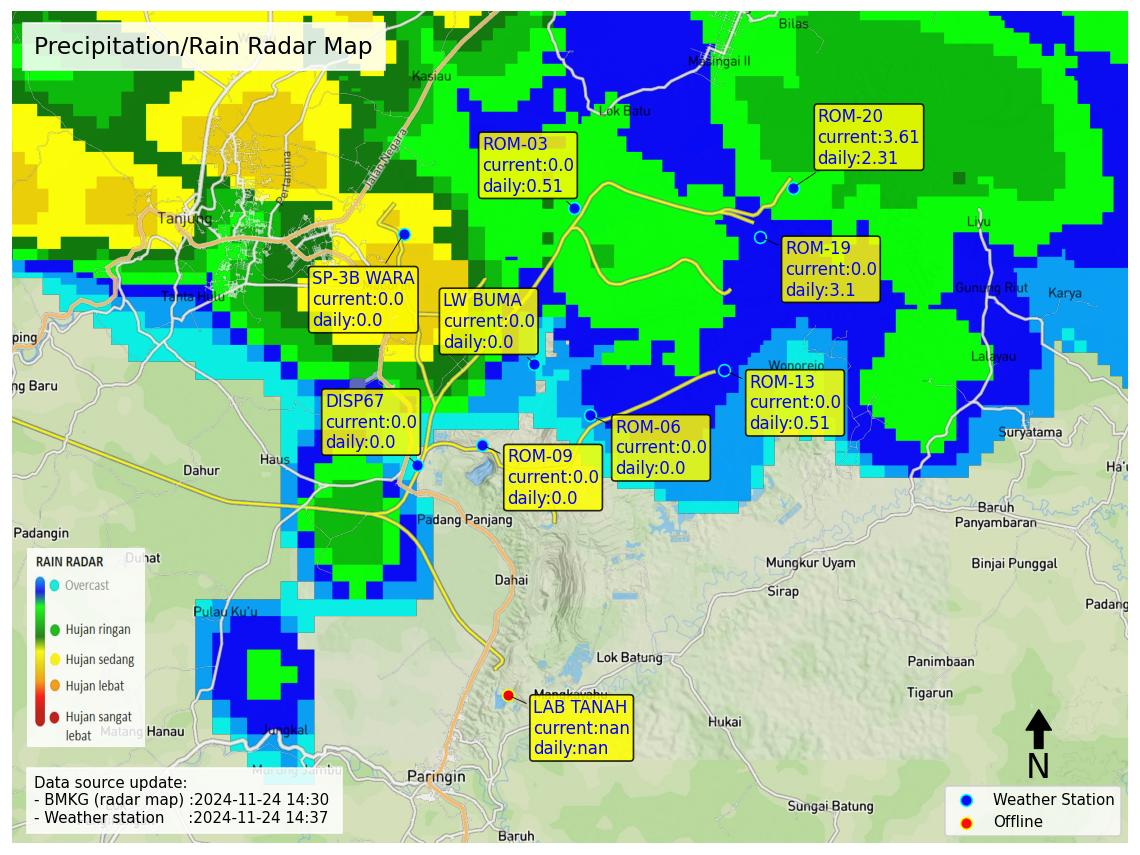 Precipitation/Rain Radar Map
Bilas
Masingai II
Kasiau
Lok Batu
Jalan Negara
Pertamina
ROM-20
current:3.61
daily:2.31
ROM-03
current:0.0
daily:0.51
Tanjung
Liyu
ROM-19
current:0.0
daily:3.1
SP-3B WARA
current:0.0
daily:0.0
LW BUMA
current:0.0
daily:0.0
Tanta Hulu
Gunung Riut
Karya
ping
Lalayau
Wonorejo
ng Baru
ROM-13
current:0.0
daily:0.51
DISP67
current:0.0
daily:0.0
ROM-06
current:0.0
daily:0.0
Suryatama
ROM-09
current:0.0
daily:0.0
Haus
Dahur
Ha'u
Baruh
Panyambaran
Padang Panjang
Padangin
Duhat
Mungkur Uyam
Binjai Punggal
Dahai
Sirap
Padang
RAIN RADAR
Overcast
Hujan ringan
Hujan sedang
Hujan lebat
Hujan sangat
lebat
Pulau Ku'u
Lok Batung
Panimbaan
Tigarun
Mangkayahu
LAB TANAH
current:nan
daily:nan
Hukai
Matang Hanau
Jungkal
Murung Jambu
Paringin
Sungai Batung
Baruh
Data source update:
- BMKG (radar map) :2024-11-24 14:30
- Weather station :2024-11-24 14:37
N
Weather Station
Offline